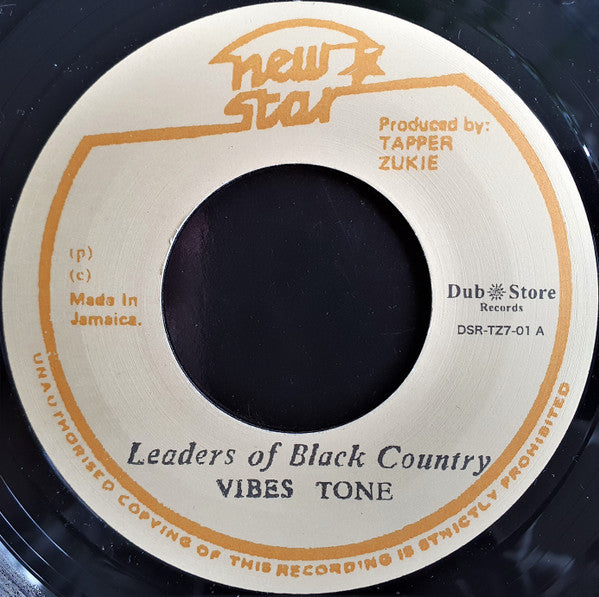 new
star
Produced by:
TAPPER
ZUKIE
(p)
(c)
Made In
Jamaica.
Dub Store
Records
DSR-TZ7-01 A
Leaders of Black Country
VIBES TONE
UNAUTHORISED COPYING OF THIS RECORDING IS STRICTLY PROHIBITED